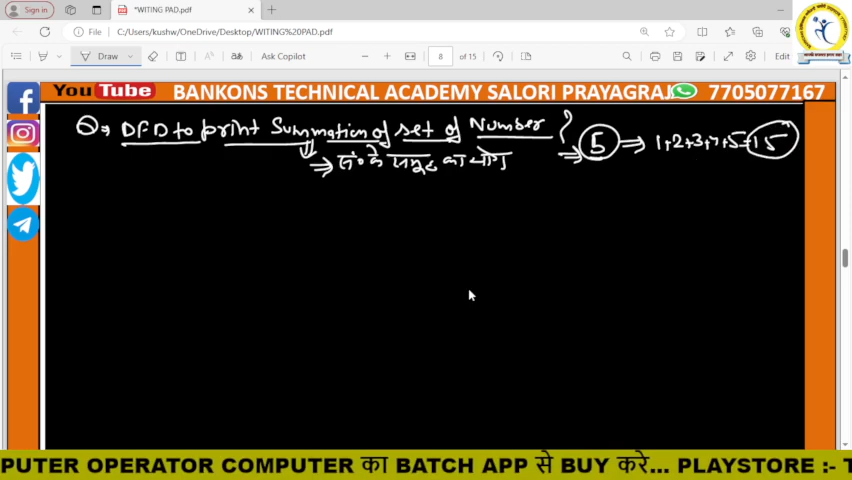 Sign in
*WITING PAD.pdf
File C:/Users/kushw/OneDrive/Desktop/WITING%20PAD.pdf
Draw Ask Copilot 8 of 15 Edit
You Tube BANKONS TECHNICAL ACADEMY SALORI PRAYAGRAJ 7705077167
Q→ DFD to print Summation of set of Number ? ⇒ 5 ⇒ 1+2+3+4+5=15
⇒ सं० के समूह का योग
PUTER OPERATOR COMPUTER का BATCH APP से BUY करे... PLAYSTORE :- T